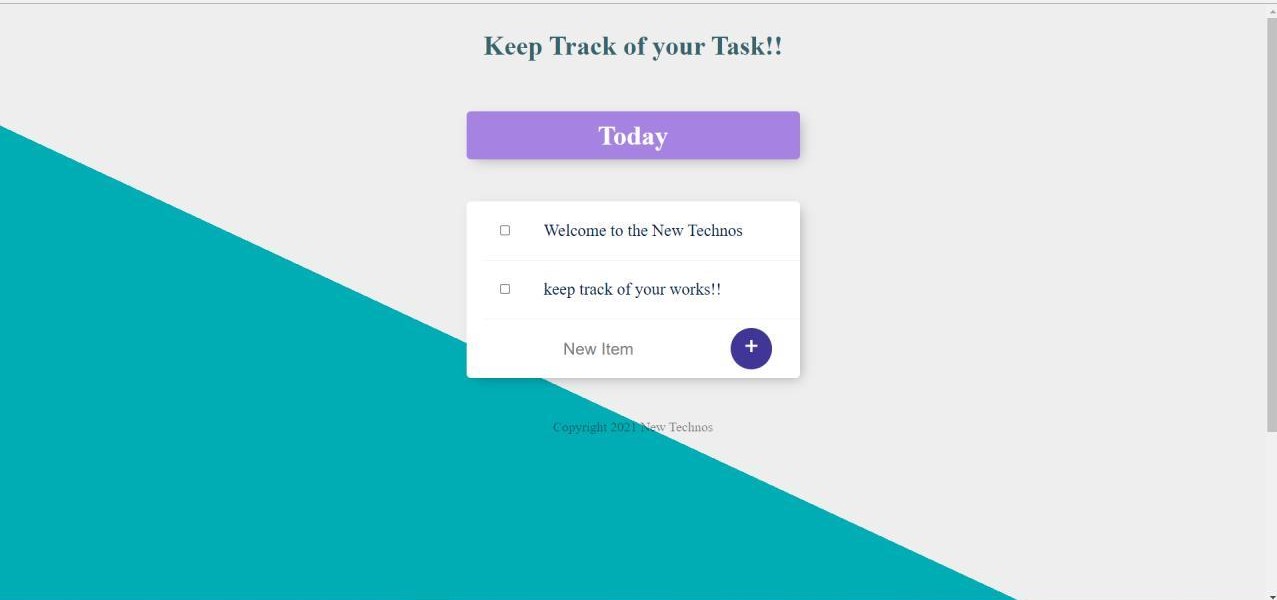 Keep Track of your Task!!
Today
Welcome to the New Technos
keep track of your works!!
New Item
+
Copyright 2021 New Technos